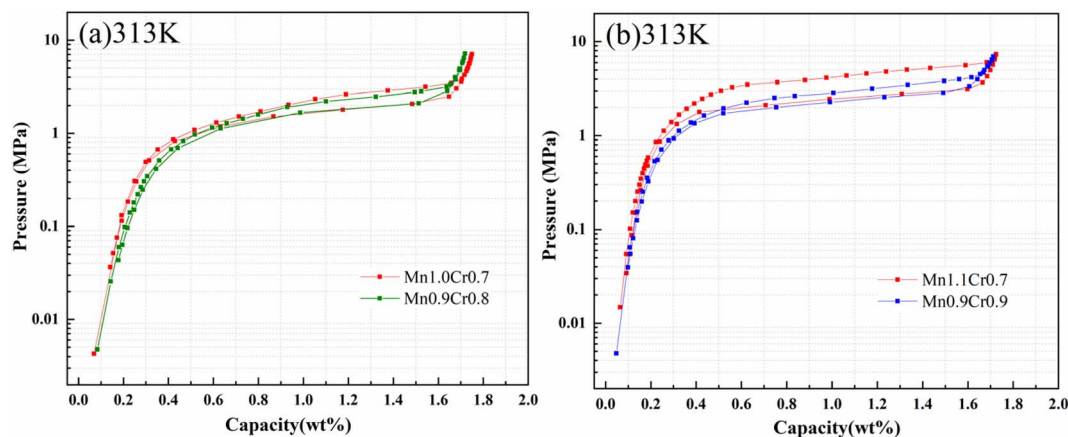 (a)313K
10
1
0.1
0.01
Pressure (MPa)
Mn1.0Cr0.7
Mn0.9Cr0.8
0.0 0.2 0.4 0.6 0.8 1.0 1.2 1.4 1.6 1.8 2.0
Capacity(wt%)
(b)313K
10
1
0.1
0.01
Pressure (MPa)
Mn1.1Cr0.7
Mn0.9Cr0.9
0.0 0.2 0.4 0.6 0.8 1.0 1.2 1.4 1.6 1.8 2.0
Capacity(wt%)